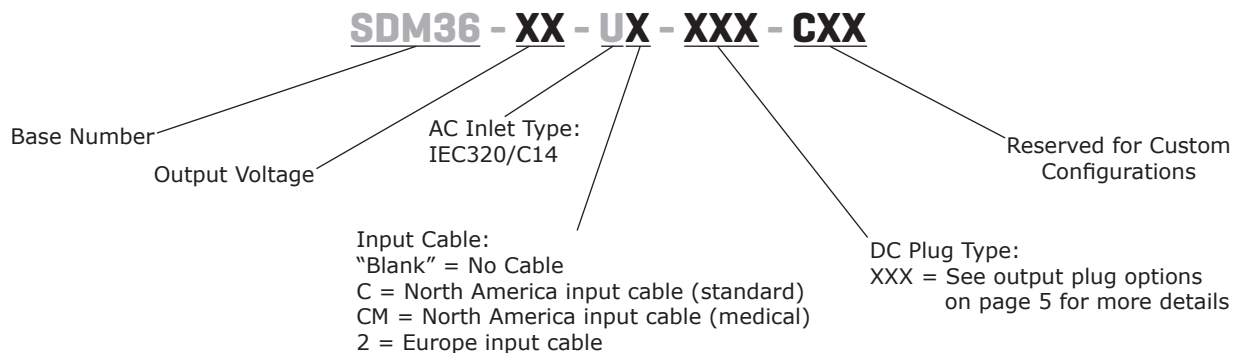 SDM36 - XX - UX - XXX - CXX
Base Number
Output Voltage
AC Inlet Type:
IEC320/C14
Input Cable:
"Blank" = No Cable
C = North America input cable (standard)
CM = North America input cable (medical)
2 = Europe input cable
DC Plug Type:
XXX = See output plug options
on page 5 for more details
Reserved for Custom
Configurations